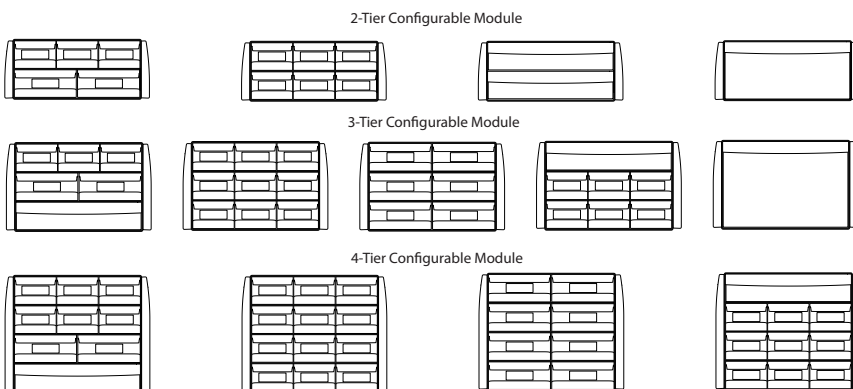 2-Tier Configurable Module
3-Tier Configurable Module
4-Tier Configurable Module